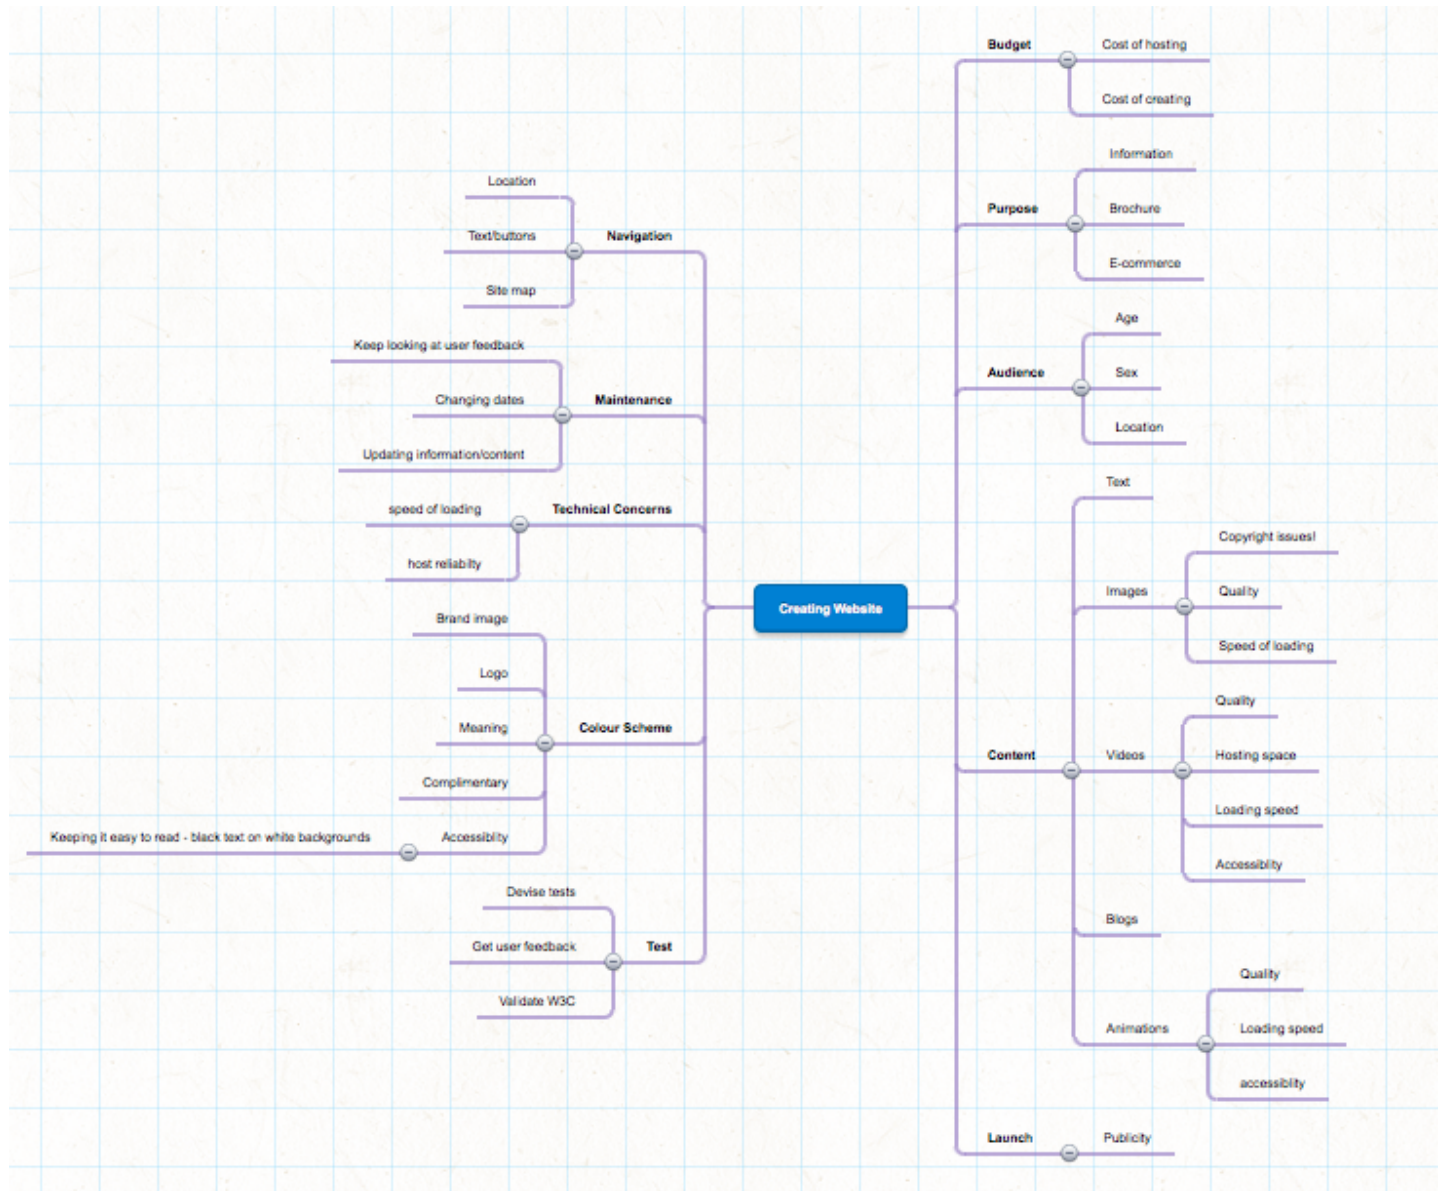 Creating Website
Budget
Cost of hosting
Cost of creating
Purpose
Information
Brochure
E-commerce
Audience
Age
Sex
Location
Content
Text
Images
Copyright issues!
Quality
Speed of loading
Videos
Quality
Hosting space
Loading speed
Accessiblity
Blogs
Animations
Quality
Loading speed
accessiblity
Launch
Publicity
Navigation
Location
Text/buttons
Site map
Maintenance
Keep looking at user feedback
Changing dates
Updating information/content
Technical Concerns
speed of loading
host reliabilty
Colour Scheme
Brand image
Logo
Meaning
Complimentary
Accessiblity
Keeping it easy to read - black text on white backgrounds
Test
Devise tests
Get user feedback
Validate W3C